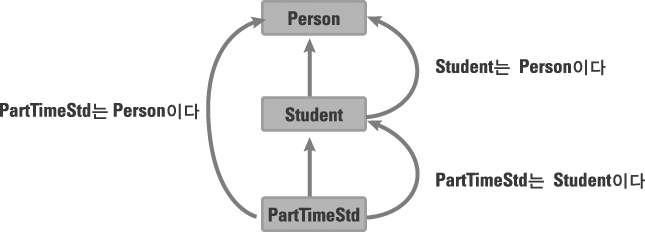 Person
Student는 Person이다
PartTimeStd는 Person이다
Student
PartTimeStd는 Student이다
PartTimeStd